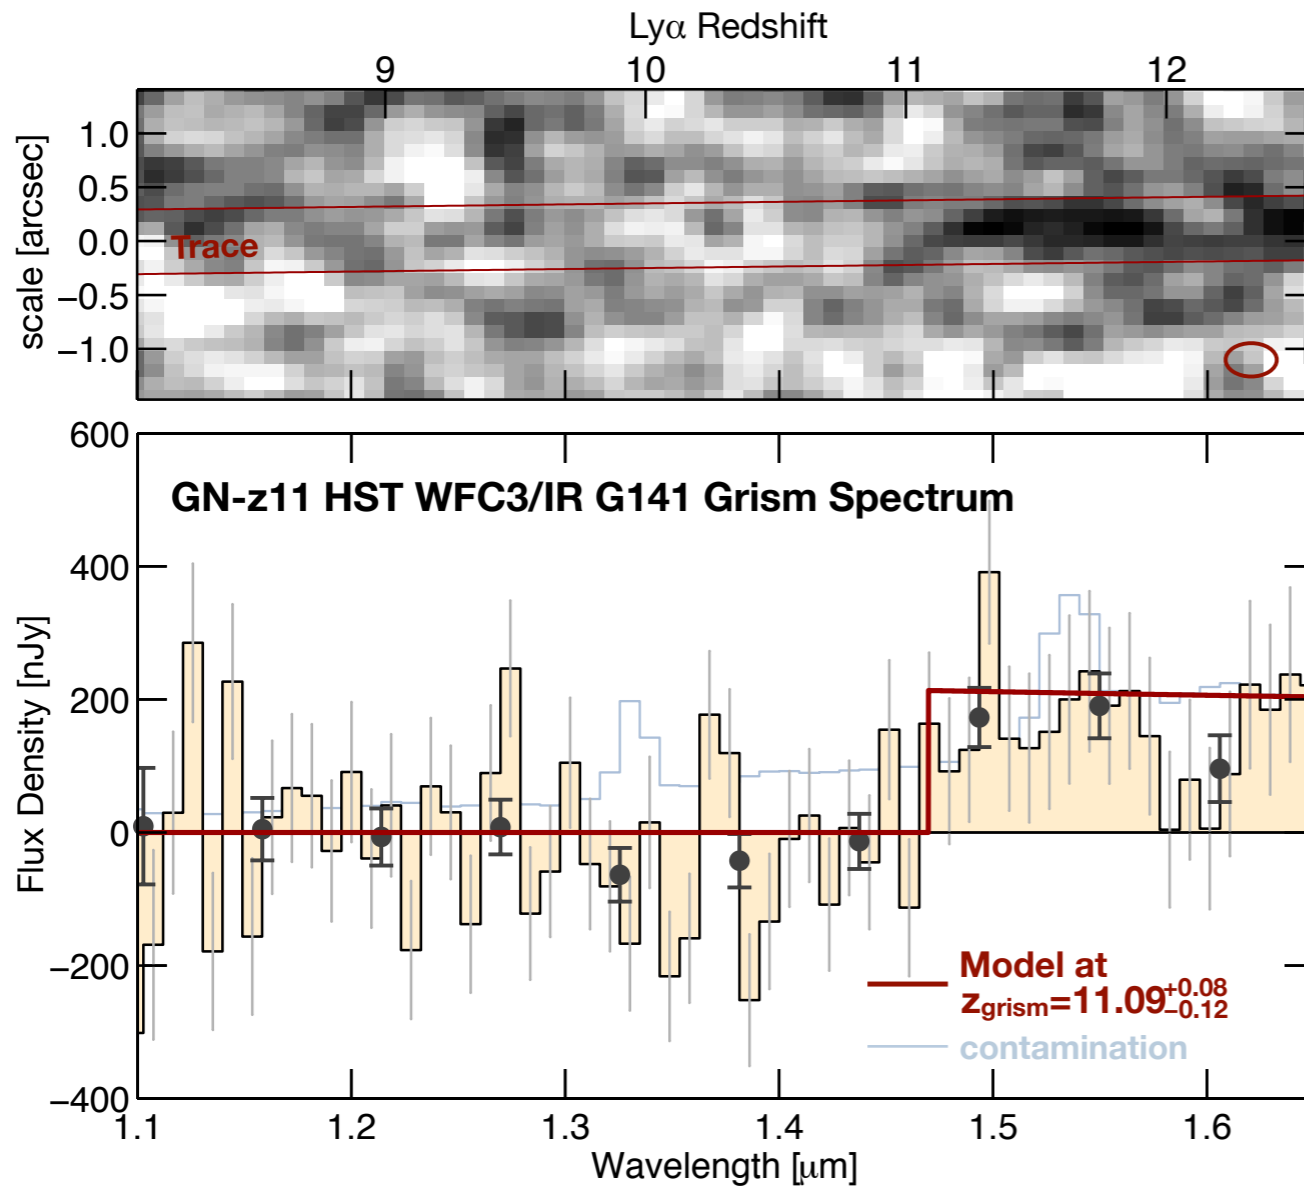 Lyα Redshift
9 10 11 12
scale [arcsec]
1.0
0.5
0.0
−0.5
−1.0
Trace
GN-z11 HST WFC3/IR G141 Grism Spectrum
Flux Density [nJy]
600
400
200
0
−200
−400
Model at
z_grism=11.09 +0.08 −0.12
contamination
1.1 1.2 1.3 1.4 1.5 1.6
Wavelength [μm]